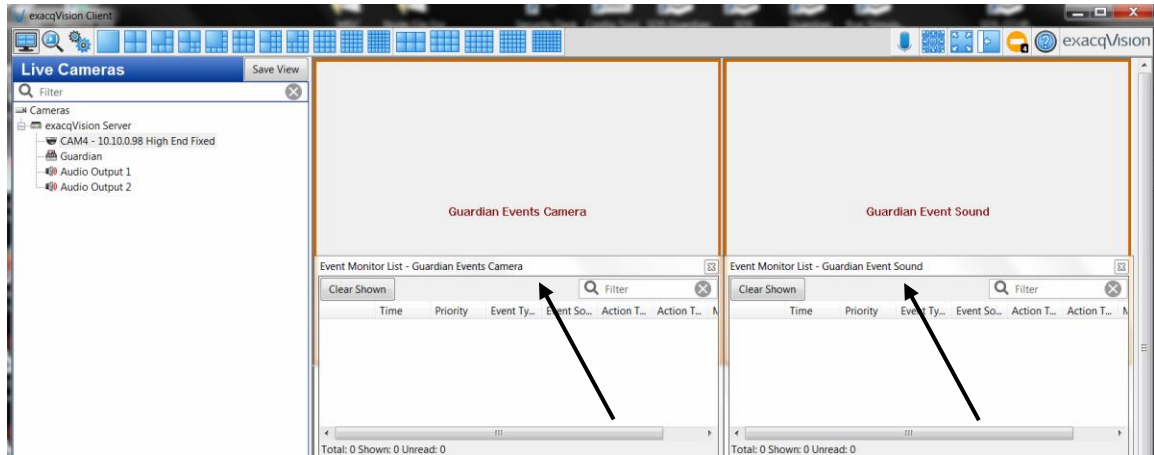 exacqVision Client
exacqVision
Live Cameras
Save View
Filter
Cameras
exacqVision Server
CAM4 - 10.10.0.98 High End Fixed
Guardian
Audio Output 1
Audio Output 2
Guardian Events Camera
Event Monitor List - Guardian Events Camera
Clear Shown
Filter
Time Priority Event Ty... Event So... Action T... Action T... N
Total: 0 Shown: 0 Unread: 0
Guardian Event Sound
Event Monitor List - Guardian Event Sound
Clear Shown
Filter
Time Priority Event Ty... Event So... Action T... Action T... N
Total: 0 Shown: 0 Unread: 0